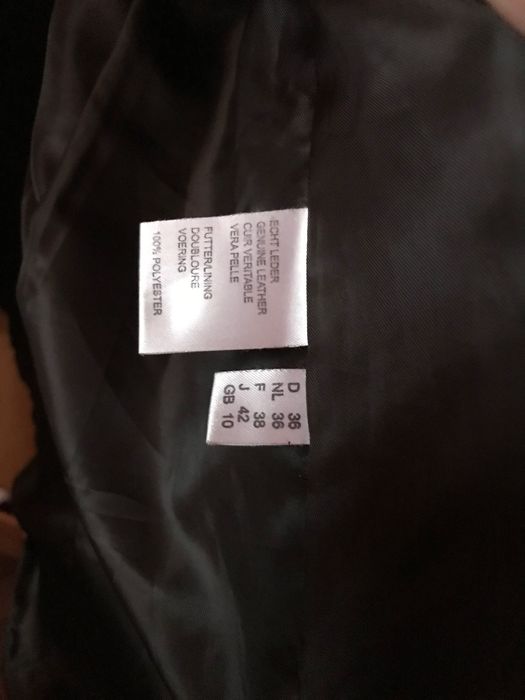 ECHT LEDER
GENUINE LEATHER
CUIR VERITABLE
VERA PELLE
FUTTER/LINING
DOUBLOURE
VOERING
100% POLYESTER
D 36
NL 36
F 38
J 42
GB 10